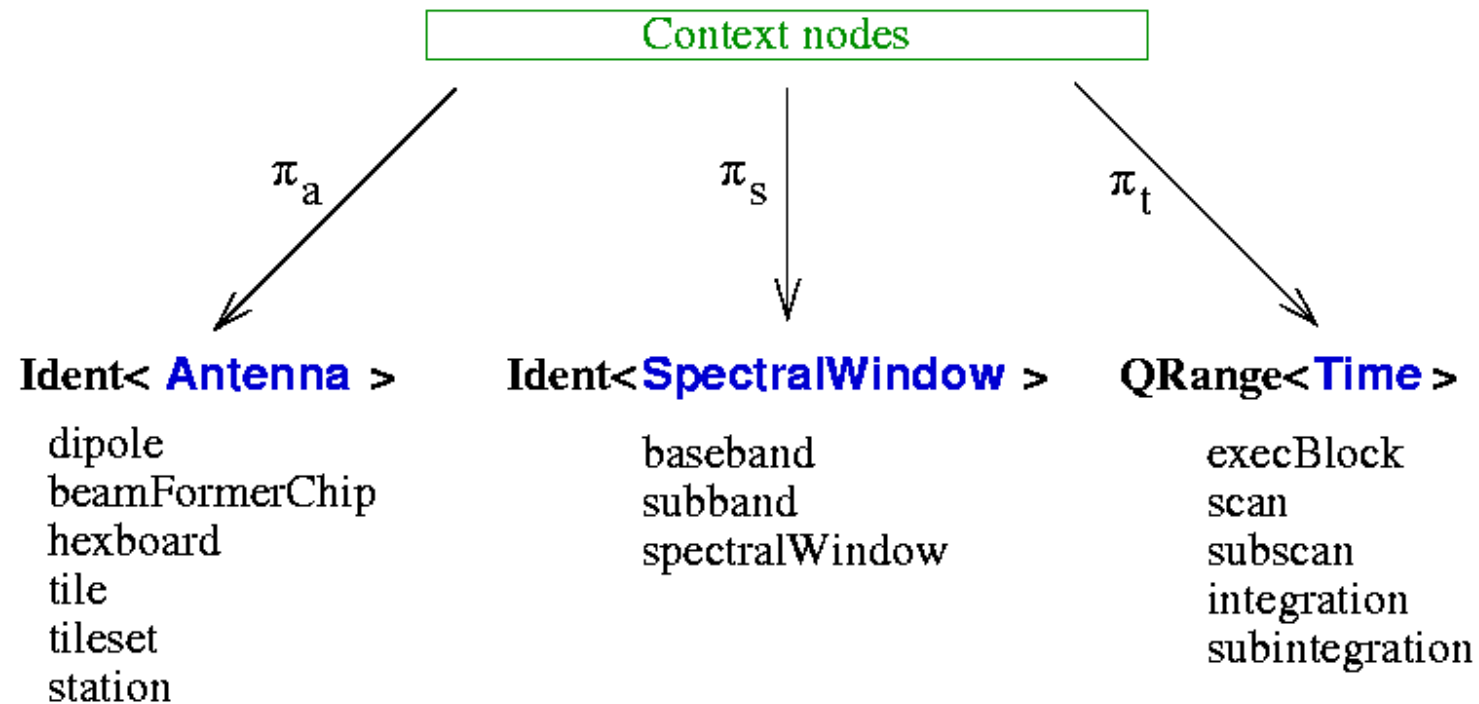 Context nodes
πa
πs
πt
Ident< Antenna >
dipole
beamFormerChip
hexboard
tile
tileset
station
Ident<SpectralWindow >
baseband
subband
spectralWindow
QRange<Time >
execBlock
scan
subscan
integration
subintegration